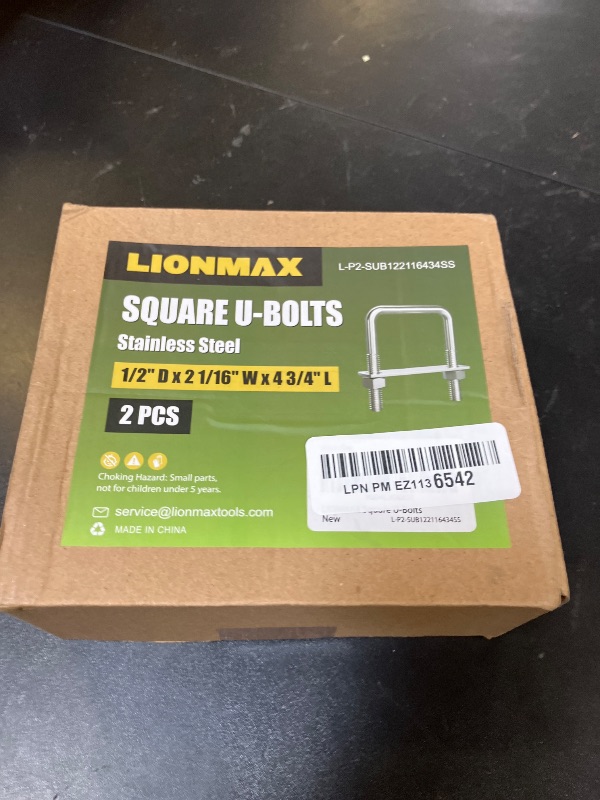 LIONMAX
L-P2-SUB122116434SS
SQUARE U-BOLTS
Stainless Steel
1/2" D x 2 1/16" W x 4 3/4" L
2 PCS
Choking Hazard: Small parts,
not for children under 5 years.
service@lionmaxtools.com
MADE IN CHINA
LPN PM EZ113 6542
U-Bolts
New
L-P2-SUB122116434SS